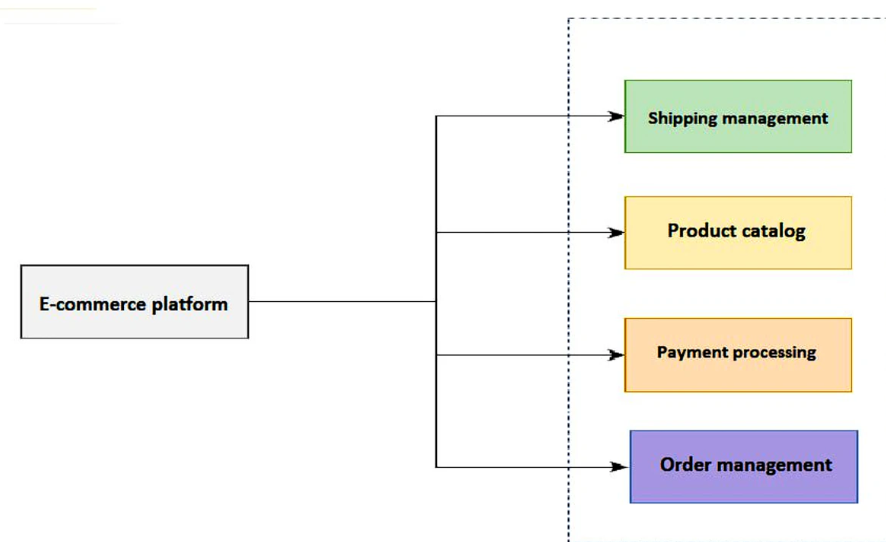 Shipping management
Product catalog
E-commerce platform
Payment processing
Order management